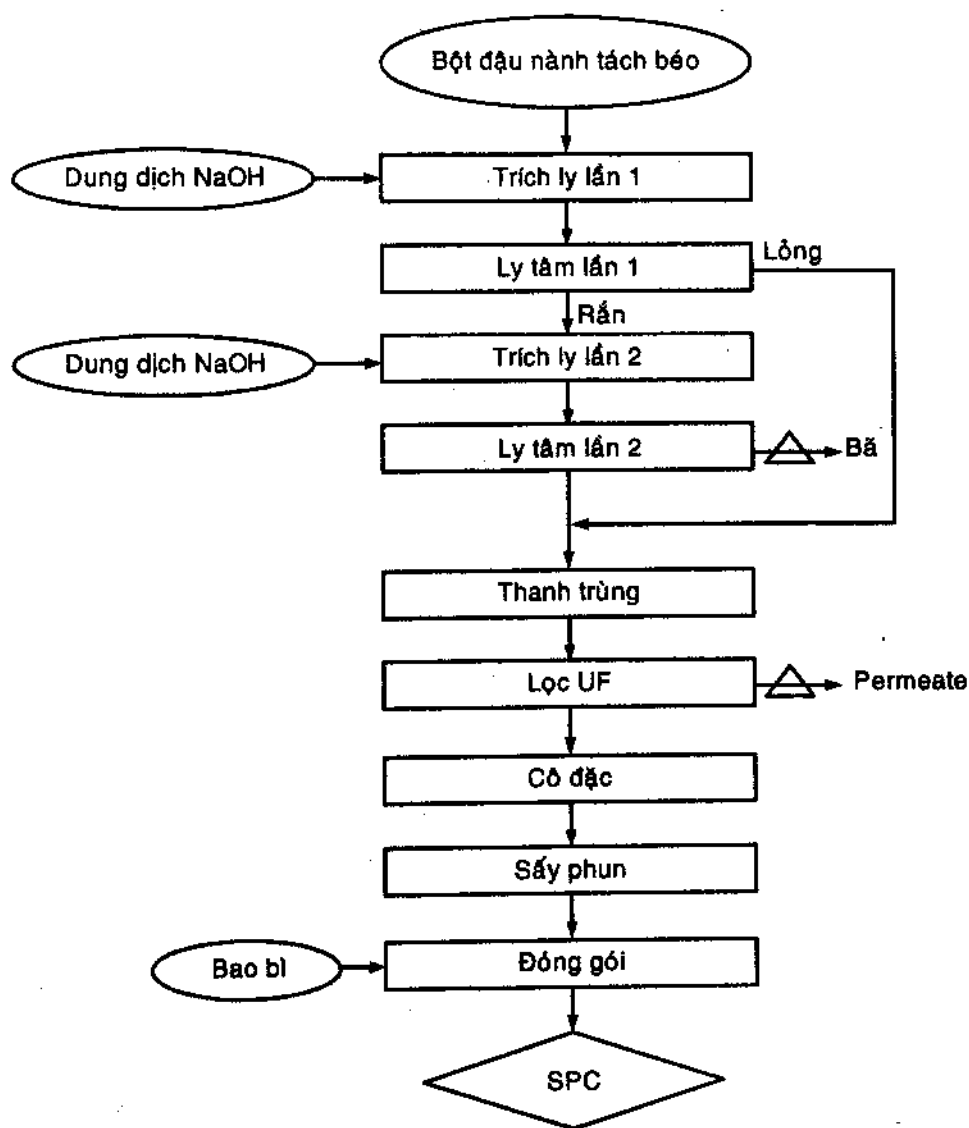 Bột đậu nành tách béo
Dung dịch NaOH
Trích ly lần 1
Ly tâm lần 1
Lỏng
Rắn
Dung dịch NaOH
Trích ly lần 2
Ly tâm lần 2
Bã
Thanh trùng
Lọc UF
Permeate
Cô đặc
Sấy phun
Bao bì
Đóng gói
SPC